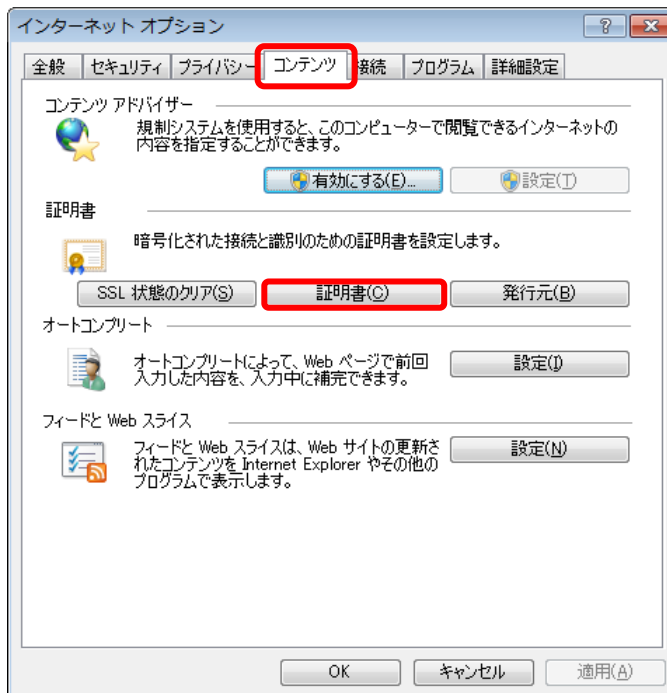 インターネット オプション
全般 セキュリティ プライバシー コンテンツ 接続 プログラム 詳細設定
コンテンツ アドバイザー
規制システムを使用すると、このコンピューターで閲覧できるインターネットの
内容を指定することができます。
有効にする(E)... 設定(T)
証明書
暗号化された接続と識別のための証明書を設定します。
SSL 状態のクリア(S) 証明書(C) 発行元(B)
オートコンプリート
オートコンプリートによって、Web ページで前回
入力した内容を、入力中に補完できます。
設定(I)
フィードと Web スライス
フィードと Web スライスは、Web サイトの更新さ
れたコンテンツを Internet Explorer やその他の
プログラムで表示します。
設定(N)
OK キャンセル 適用(A)